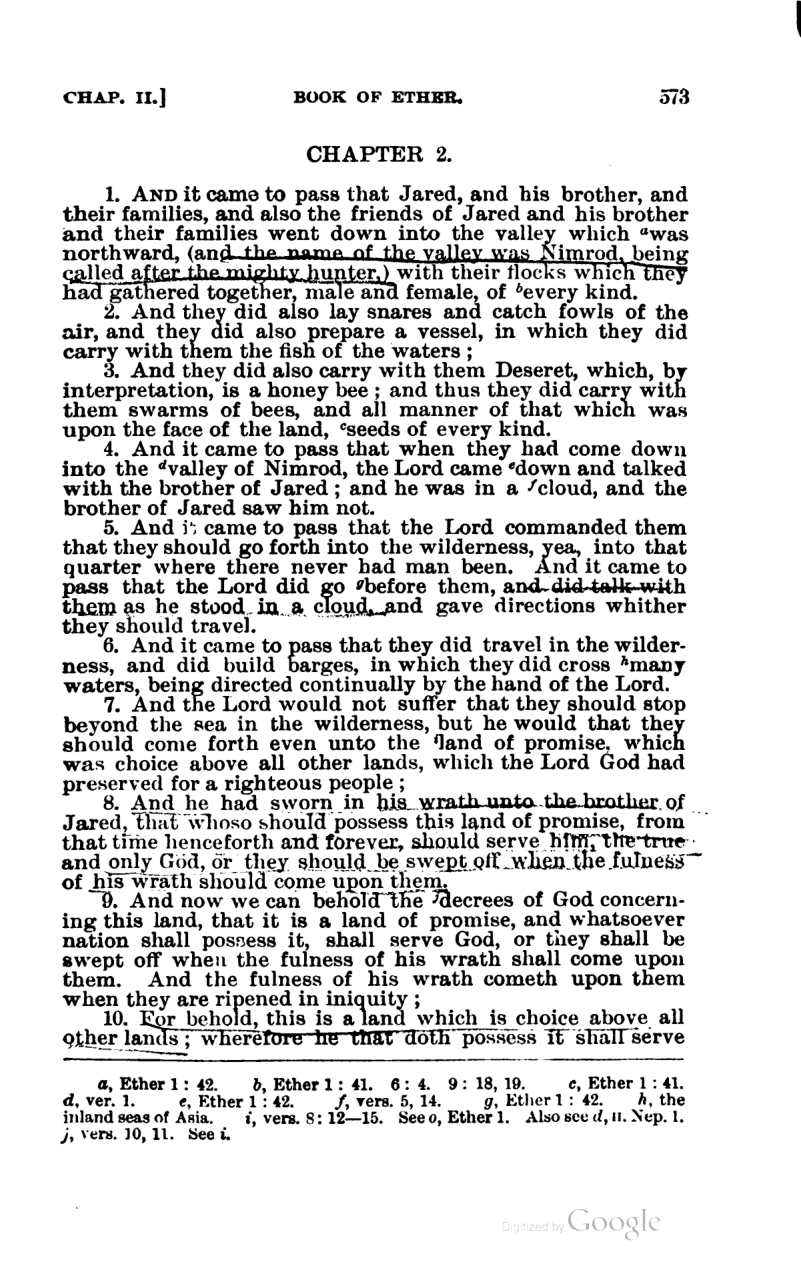 CHAP. II.] BOOK OF ETHER. 573
CHAPTER 2.
1. AND it came to pass that Jared, and his brother, and
their families, and also the friends of Jared and his brother
and their families went down into the valley which ᵃwas
northward, (and the name of the valley was Nimrod, being
called after the mighty hunter,) with their flocks which they
had gathered together, male and female, of ᵇevery kind.
2. And they did also lay snares and catch fowls of the
air, and they did also prepare a vessel, in which they did
carry with them the fish of the waters;
3. And they did also carry with them Deseret, which, by
interpretation, is a honey bee; and thus they did carry with
them swarms of bees, and all manner of that which was
upon the face of the land, ᶜseeds of every kind.
4. And it came to pass that when they had come down
into the ᵈvalley of Nimrod, the Lord came ᵉdown and talked
with the brother of Jared; and he was in a ᶠcloud, and the
brother of Jared saw him not.
5. And it came to pass that the Lord commanded them
that they should go forth into the wilderness, yea, into that
quarter where there never had man been. And it came to
pass that the Lord did go ᵍbefore them, and did talk with
them as he stood in a cloud, and gave directions whither
they should travel.
6. And it came to pass that they did travel in the wilder-
ness, and did build barges, in which they did cross ʰmany
waters, being directed continually by the hand of the Lord.
7. And the Lord would not suffer that they should stop
beyond the sea in the wilderness, but he would that they
should come forth even unto the ⁱland of promise, which
was choice above all other lands, which the Lord God had
preserved for a righteous people;
8. And he had sworn in his wrath unto the brother of
Jared, that whoso should possess this land of promise, from
that time henceforth and forever, should serve him, the true
and only God, or they should be swept off when the fulness
of his wrath should come upon them.
9. And now we can behold the ʲdecrees of God concern-
ing this land, that it is a land of promise, and whatsoever
nation shall possess it, shall serve God, or they shall be
swept off when the fulness of his wrath shall come upon
them. And the fulness of his wrath cometh upon them
when they are ripened in iniquity;
10. For behold, this is a land which is choice above all
other lands; wherefore he that doth possess it shall serve
a, Ether 1: 42. b, Ether 1: 41. 6: 4. 9: 18, 19. c, Ether 1: 41.
d, ver. 1. e, Ether 1: 42. f, vers. 5, 14. g, Ether 1: 42. h, the
inland seas of Asia. i, vers. 8: 12—15. See o, Ether 1. Also see d, II. Nep. 1.
j, vers. 10, 11. See i.
Digitized by Google